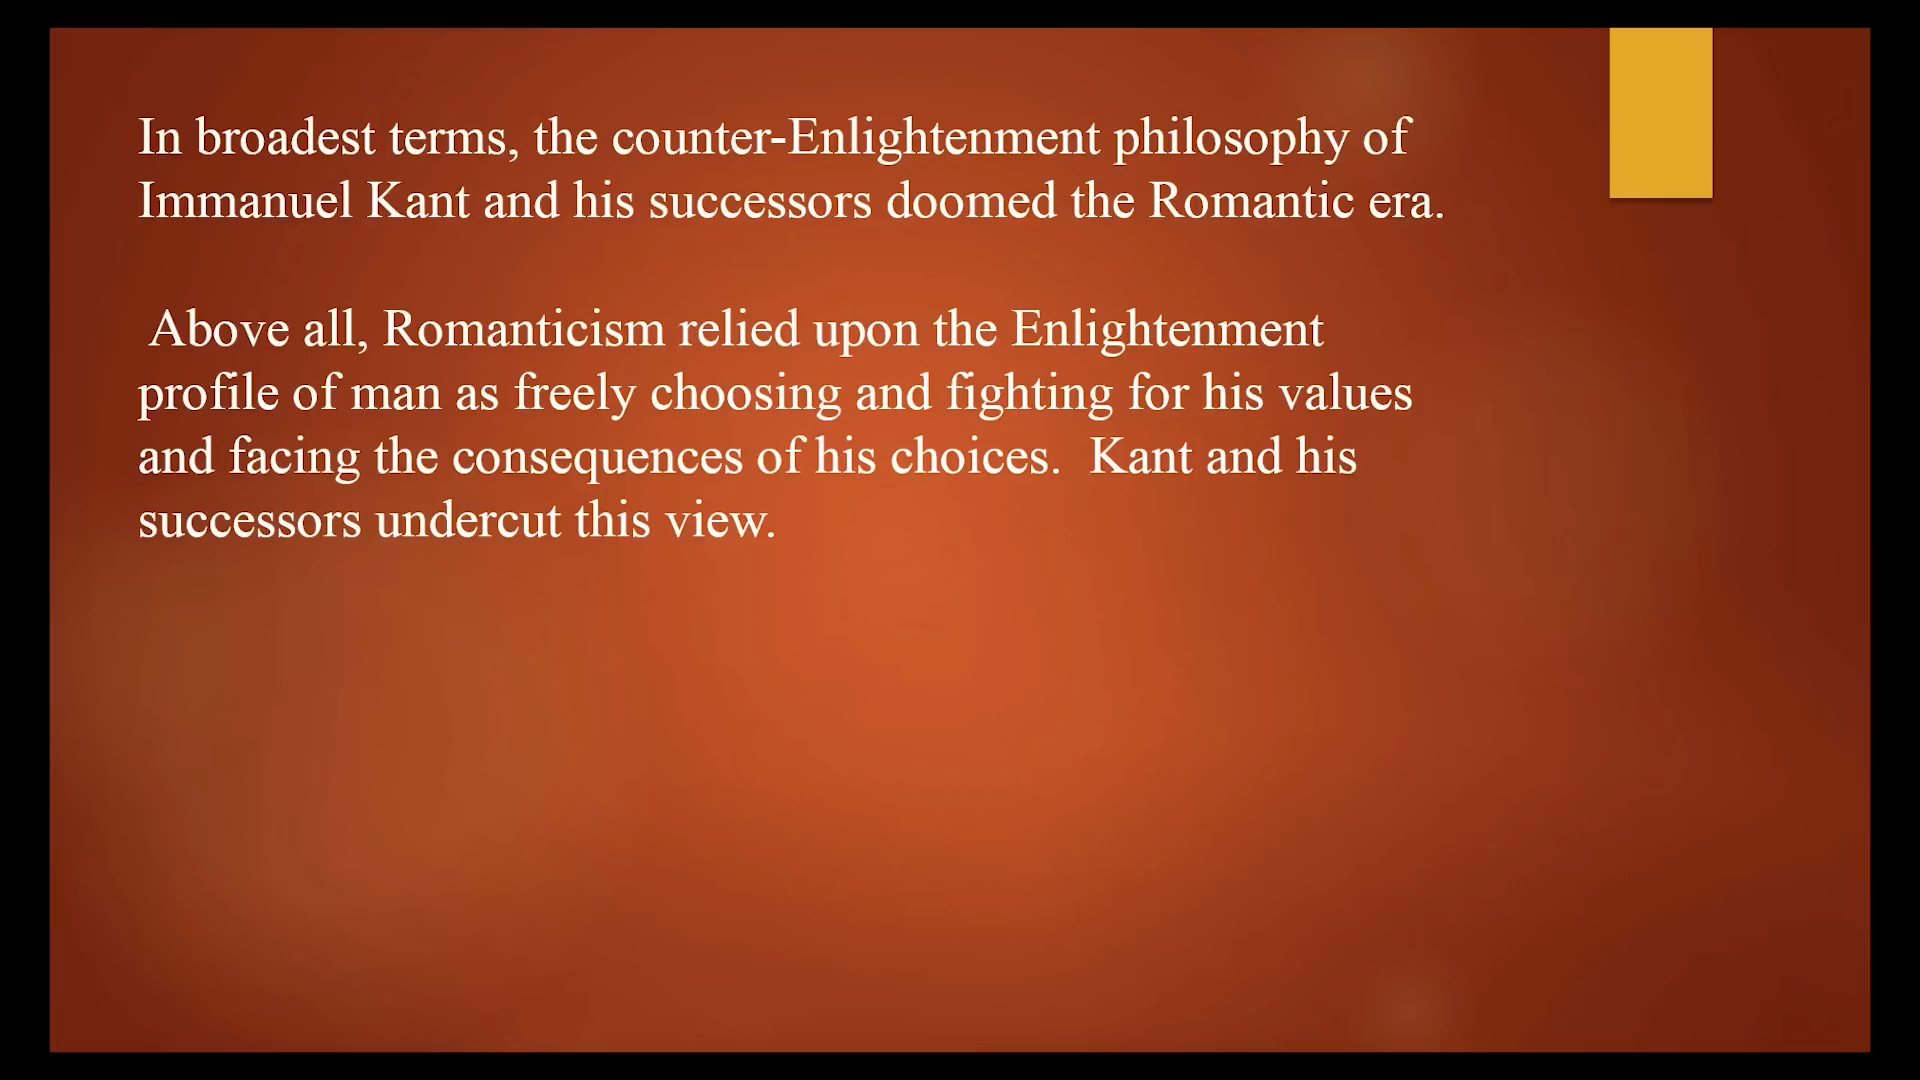 In broadest terms, the counter-Enlightenment philosophy of
Immanuel Kant and his successors doomed the Romantic era.
Above all, Romanticism relied upon the Enlightenment
profile of man as freely choosing and fighting for his values
and facing the consequences of his choices.  Kant and his
successors undercut this view.